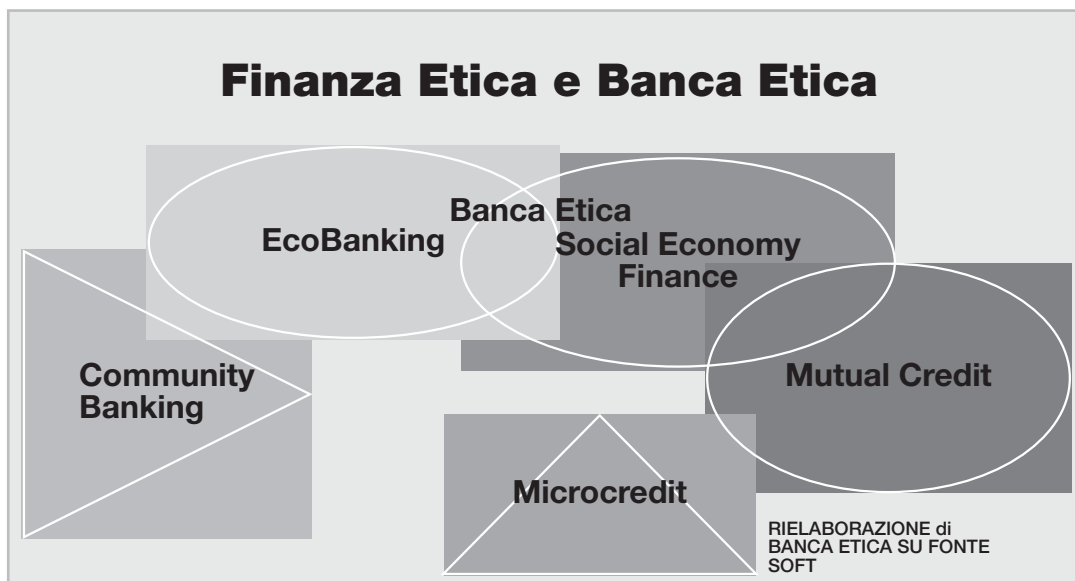 Finanza Etica e Banca Etica
Banca Etica
EcoBanking
Social Economy
Finance
Community
Banking
Mutual Credit
Microcredit
RIELABORAZIONE di
BANCA ETICA SU FONTE
SOFT